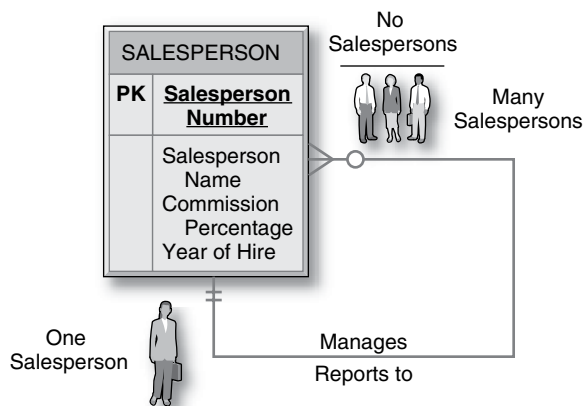 SALESPERSON
PK
Salesperson
Number
Salesperson
Name
Commission
Percentage
Year of Hire
No
Salespersons
Many
Salespersons
One
Salesperson
Manages
Reports to